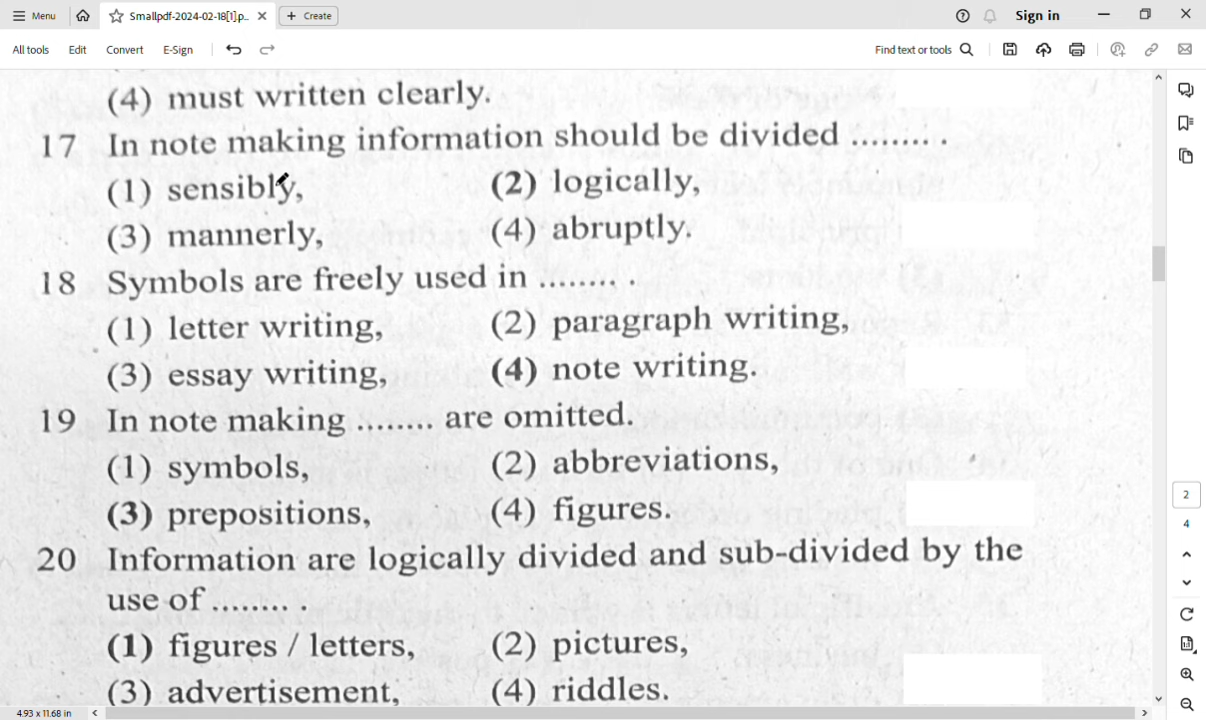 Menu Smallpdf-2024-02-18[1]p... + Create Sign in
All tools Edit Convert E-Sign Find text or tools
(4) must written clearly.
17 In note making information should be divided ........ .
(1) sensibly, (2) logically,
(3) mannerly, (4) abruptly.
18 Symbols are freely used in ........ .
(1) letter writing, (2) paragraph writing,
(3) essay writing, (4) note writing.
19 In note making ........ are omitted.
(1) symbols, (2) abbreviations,
(3) prepositions, (4) figures.
20 Information are logically divided and sub-divided by the
use of ........ .
(1) figures / letters, (2) pictures,
(3) advertisement, (4) riddles.
2
4
4.93 x 11.68 in